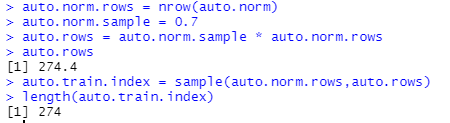 > auto.norm.rows = nrow(auto.norm)
> auto.norm.sample = 0.7
> auto.rows = auto.norm.sample * auto.norm.rows
> auto.rows
[1] 274.4
> auto.train.index = sample(auto.norm.rows,auto.rows)
> length(auto.train.index)
[1] 274